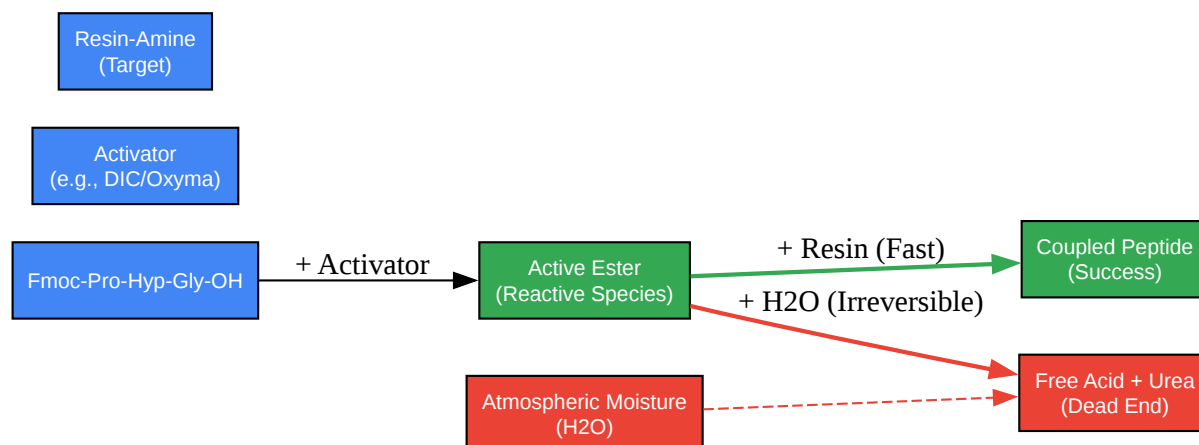 Resin-Amine
(Target)
Activator
(e.g., DIC/Oxyma)
Fmoc-Pro-Hyp-Gly-OH
+ Activator
Active Ester
(Reactive Species)
+ Resin (Fast)
+ H2O (Irreversible)
Coupled Peptide
(Success)
Atmospheric Moisture
(H2O)
Free Acid + Urea
(Dead End)